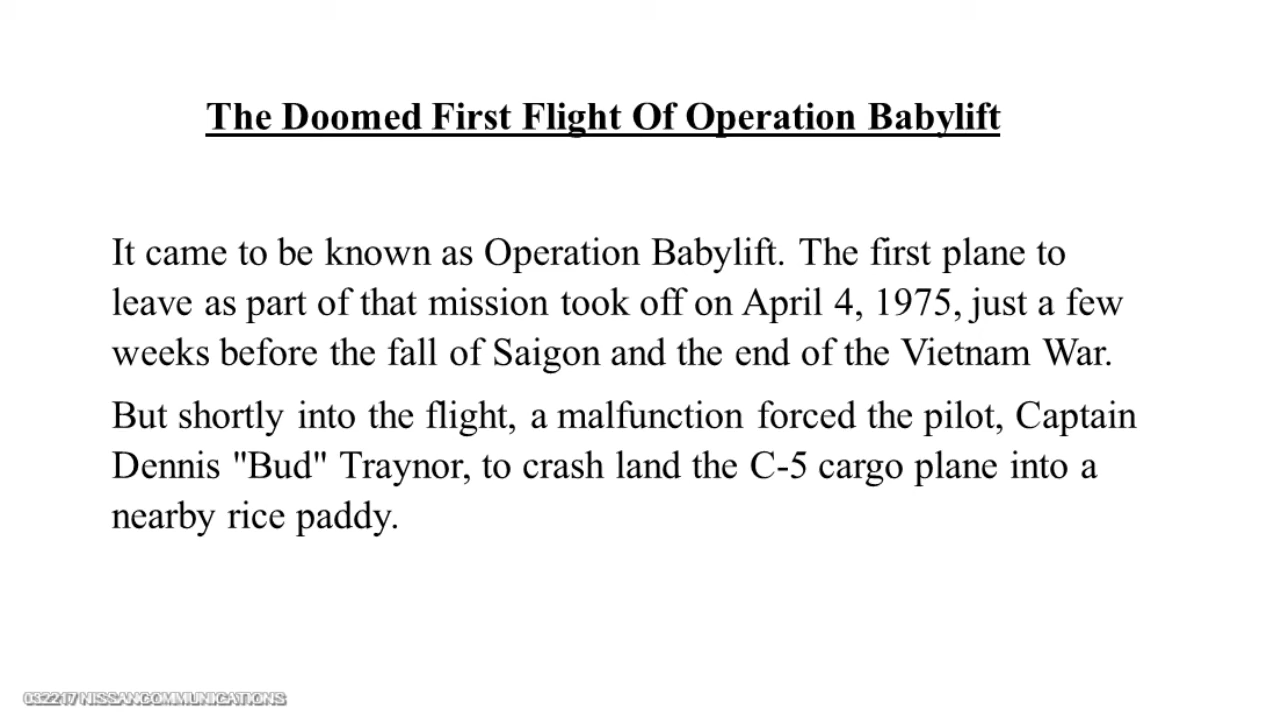 The Doomed First Flight Of Operation Babylift
It came to be known as Operation Babylift. The first plane to
leave as part of that mission took off on April 4, 1975, just a few
weeks before the fall of Saigon and the end of the Vietnam War.
But shortly into the flight, a malfunction forced the pilot, Captain
Dennis "Bud" Traynor, to crash land the C-5 cargo plane into a
nearby rice paddy.
032217 NISSANCOMMUNICATIONS